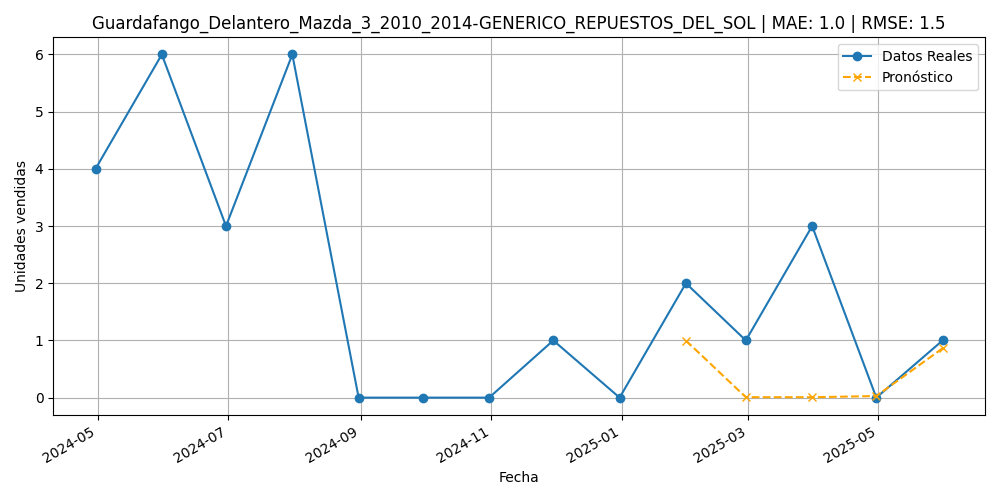 Guardafango_Delantero_Mazda_3_2010_2014-GENERICO_REPUESTOS_DEL_SOL | MAE: 1.0 | RMSE: 1.5
Datos Reales
Pronóstico
Unidades vendidas
6
5
4
3
2
1
0
2024-05
2024-07
2024-09
2024-11
2025-01
2025-03
2025-05
Fecha